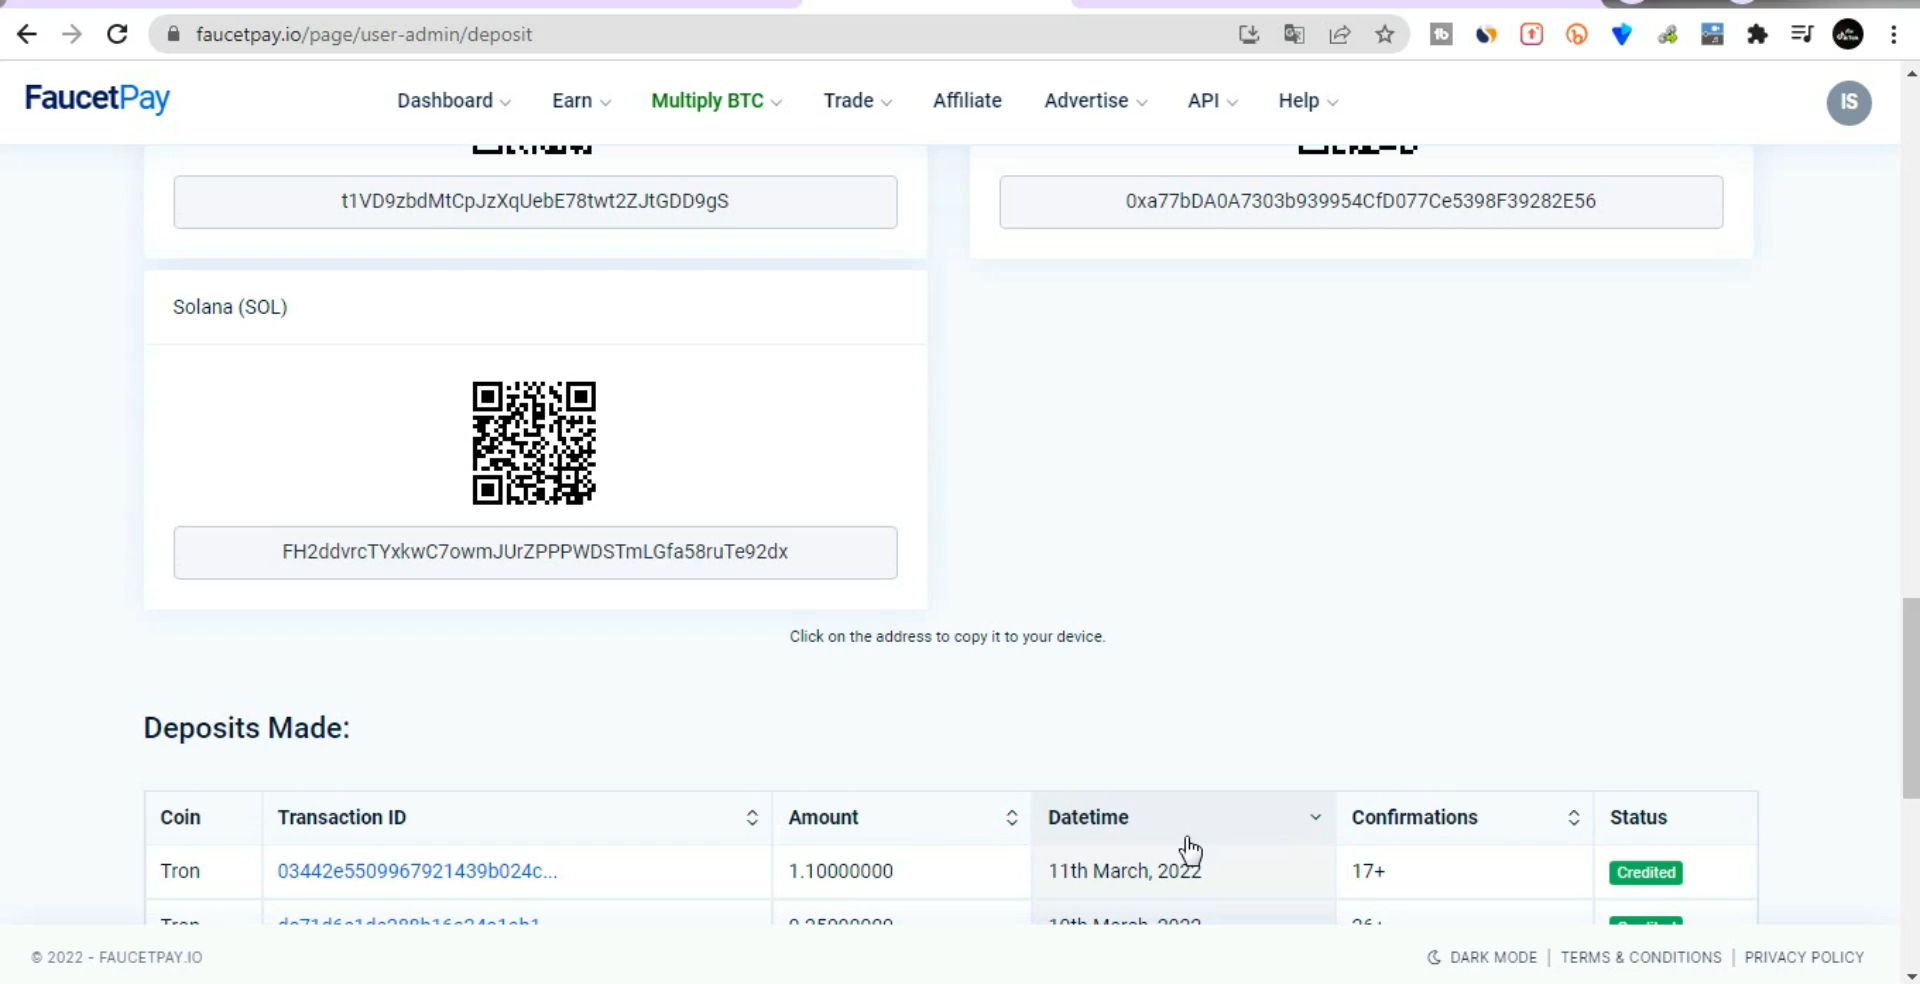 faucetpay.io/page/user-admin/deposit
FaucetPay
Dashboard
Earn
Multiply BTC
Trade
Affiliate
Advertise
API
Help
IS
t1VD9zbdMtCpJzXqUebE78twt2ZJtGDD9gS
0xa77bDA0A7303b939954CfD077Ce5398F39282E56
Solana (SOL)
FH2ddvrcTYxkwC7owmJUrZPPPWDSTmLGfa58ruTe92dx
Click on the address to copy it to your device.
Deposits Made:
Coin Transaction ID Amount Datetime Confirmations Status
Tron 03442e5509967921439b024c... 1.10000000 11th March, 2022 17+ Credited
© 2022 - FAUCETPAY.IO
DARK MODE | TERMS & CONDITIONS | PRIVACY POLICY